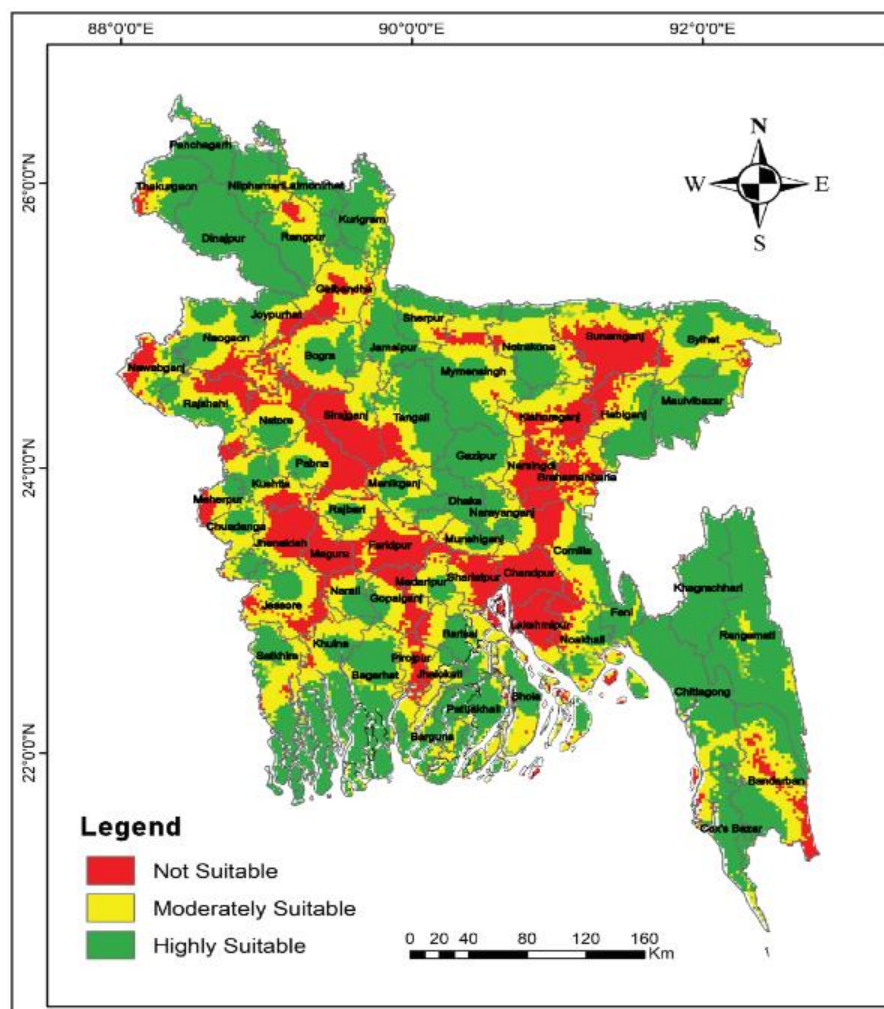 88°0'0"E 90°0'0"E 92°0'0"E
N
W E
S
26°0'0"N
24°0'0"N
22°0'0"N
Panchagarh
Thakurgaon
Nilphamari
Lalmonirhat
Kurigram
Dinajpur
Rangpur
Gaibandha
Joypurhat
Sherpur
Naogaon
Bogra
Jamalpur
Netrakona
Sunamganj
Sylhet
Nawabganj
Mymensingh
Rajshahi
Sirajganj
Tangail
Kishoreganj
Habiganj
Maulvibazar
Natore
Pabna
Gazipur
Narsingdi
Brahamanbaria
Kushtia
Manikganj
Meherpur
Dhaka
Rajbari
Narayanganj
Chuadanga
Jhenaidah
Faridpur
Munshiganj
Comilla
Magura
Madaripur
Shariatpur
Chandpur
Khagrachhari
Jessore
Narail
Gopalganj
Lakshmipur
Feni
Noakhali
Rangamati
Satkhira
Khulna
Barisal
Pirojpur
Bagerhat
Jhalokati
Bhola
Chittagong
Patuakhali
Barguna
Bandarban
Cox's Bazar
Legend
Not Suitable
Moderately Suitable
Highly Suitable
0 20 40 80 120 160
Km